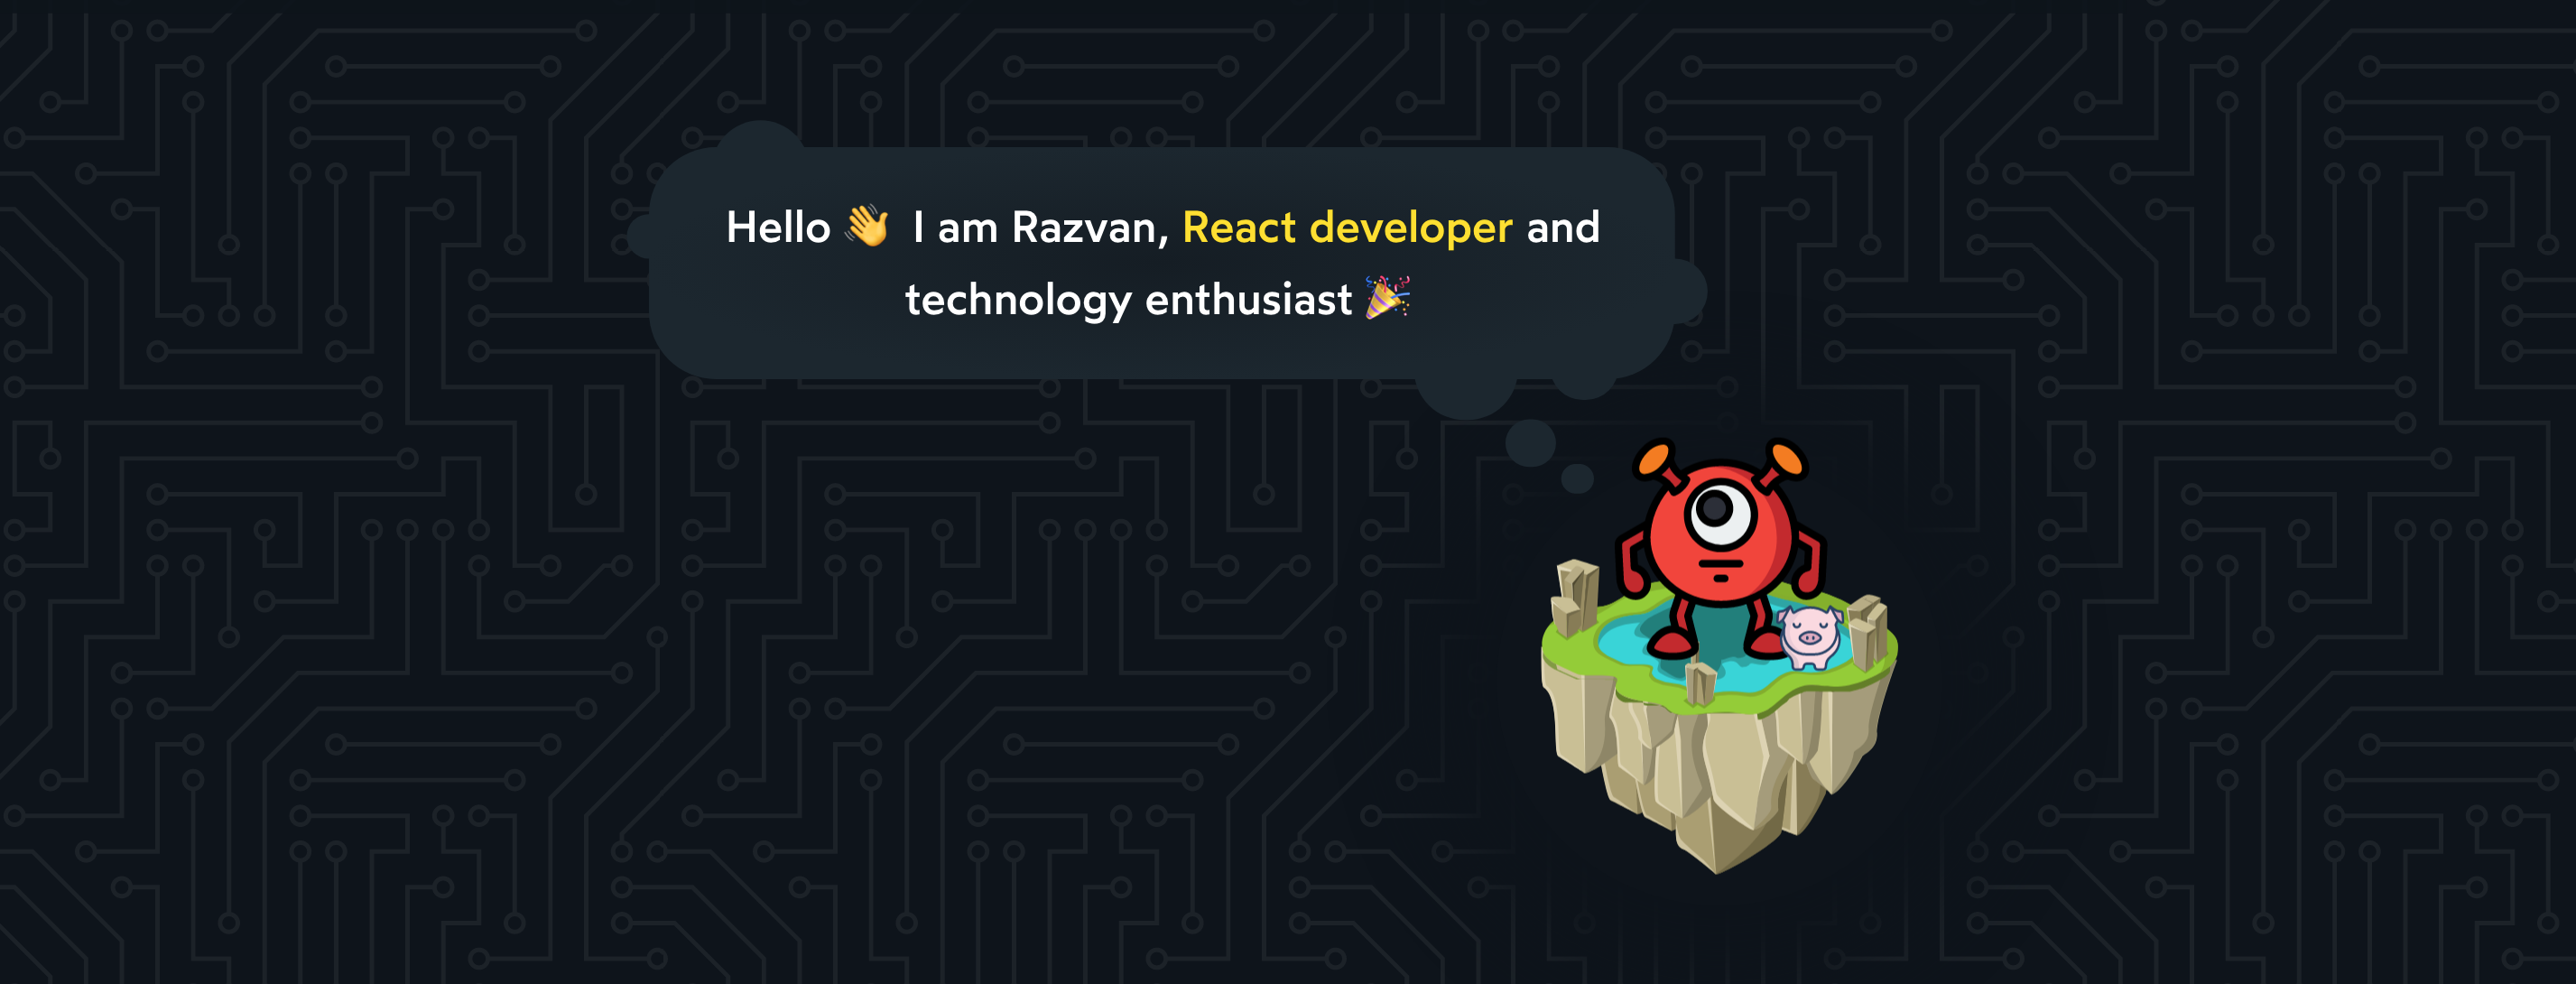 Hello 👋 I am Razvan, React developer and
technology enthusiast 🎉